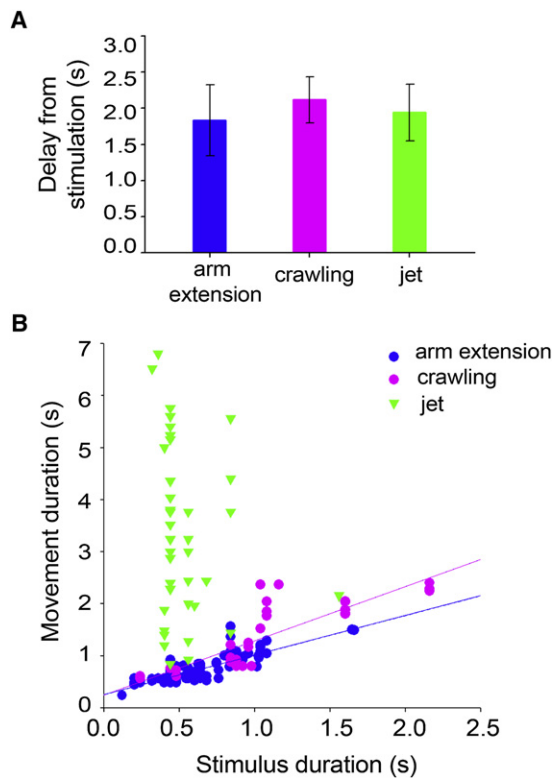 A
Delay from
stimulation (s)
3.0
2.5
2.0
1.5
1.0
0.5
0.0
arm
extension
crawling
jet
B
Movement duration (s)
7
6
5
4
3
2
1
0
arm extension
crawling
jet
0.0
0.5
1.0
1.5
2.0
2.5
Stimulus duration (s)